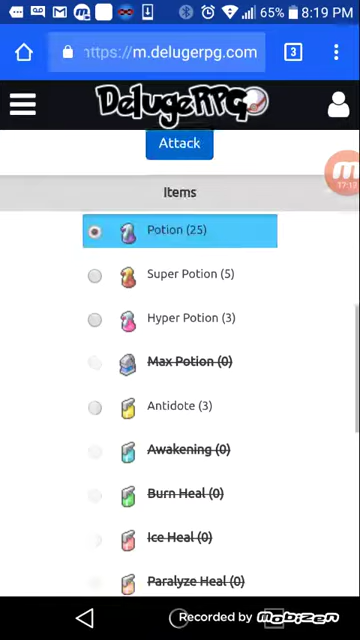 65% 8:19 PM
https://m.delugerpg.com
3
DelugeRPG
Attack
17:12
Items
Potion (25)
Super Potion (5)
Hyper Potion (3)
Max Potion (0)
Antidote (3)
Awakening (0)
Burn Heal (0)
Ice Heal (0)
Paralyze Heal (0)
Recorded by Mobizen